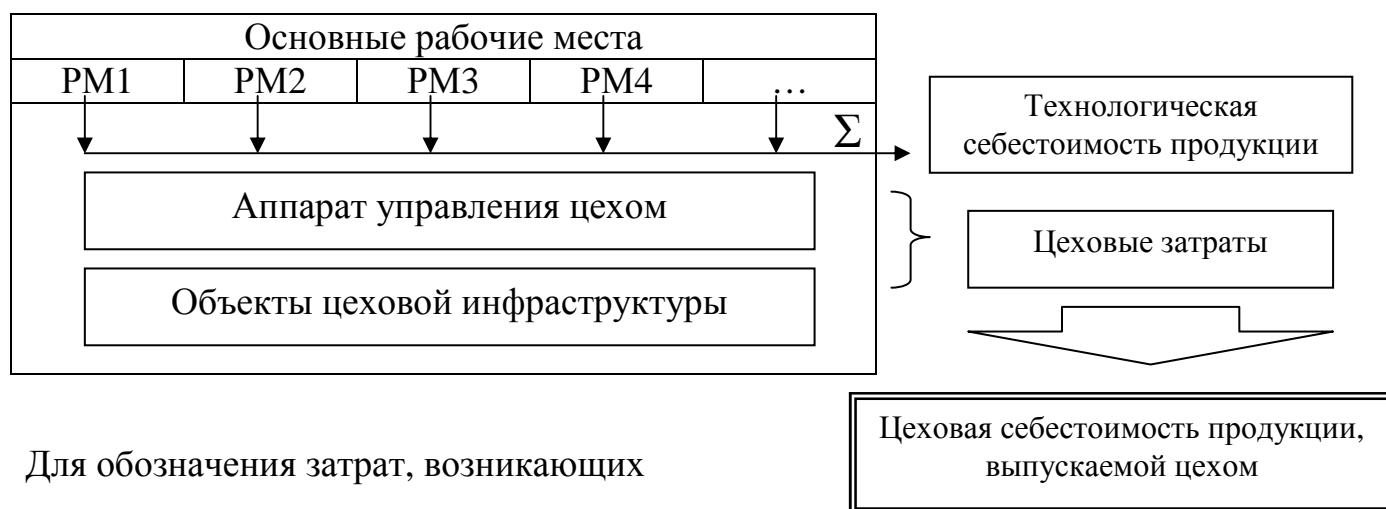 Основные рабочие места
РМ1 РМ2 РМ3 РМ4 …
Σ
Технологическая
себестоимость продукции
Аппарат управления цехом
Цеховые затраты
Объекты цеховой инфраструктуры
Цеховая себестоимость продукции,
выпускаемой цехом
Для обозначения затрат, возникающих